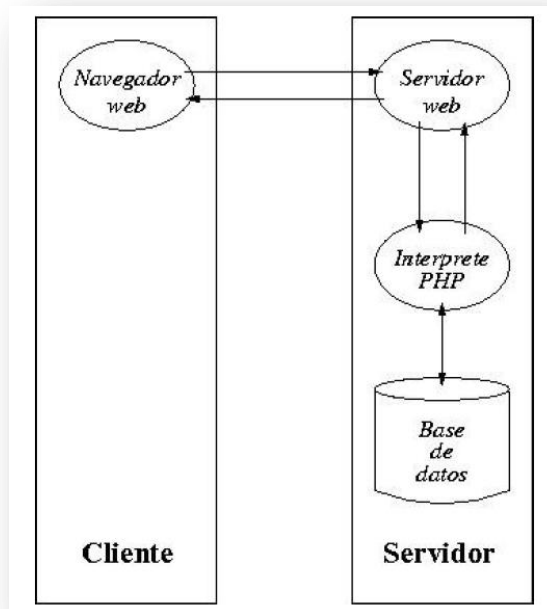 Navegador
web
Servidor
web
Interprete
PHP
Base
de
datos
Cliente
Servidor